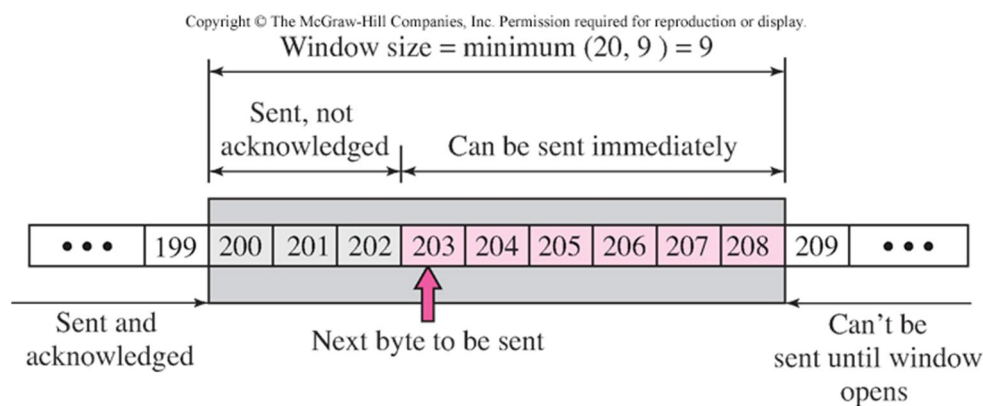 Copyright © The McGraw-Hill Companies, Inc. Permission required for reproduction or display.
Window size = minimum (20, 9 ) = 9
Sent, not
acknowledged
Can be sent immediately
••• 199 200 201 202 203 204 205 206 207 208 209 •••
Sent and
acknowledged
Next byte to be sent
Can’t be
sent until window
opens